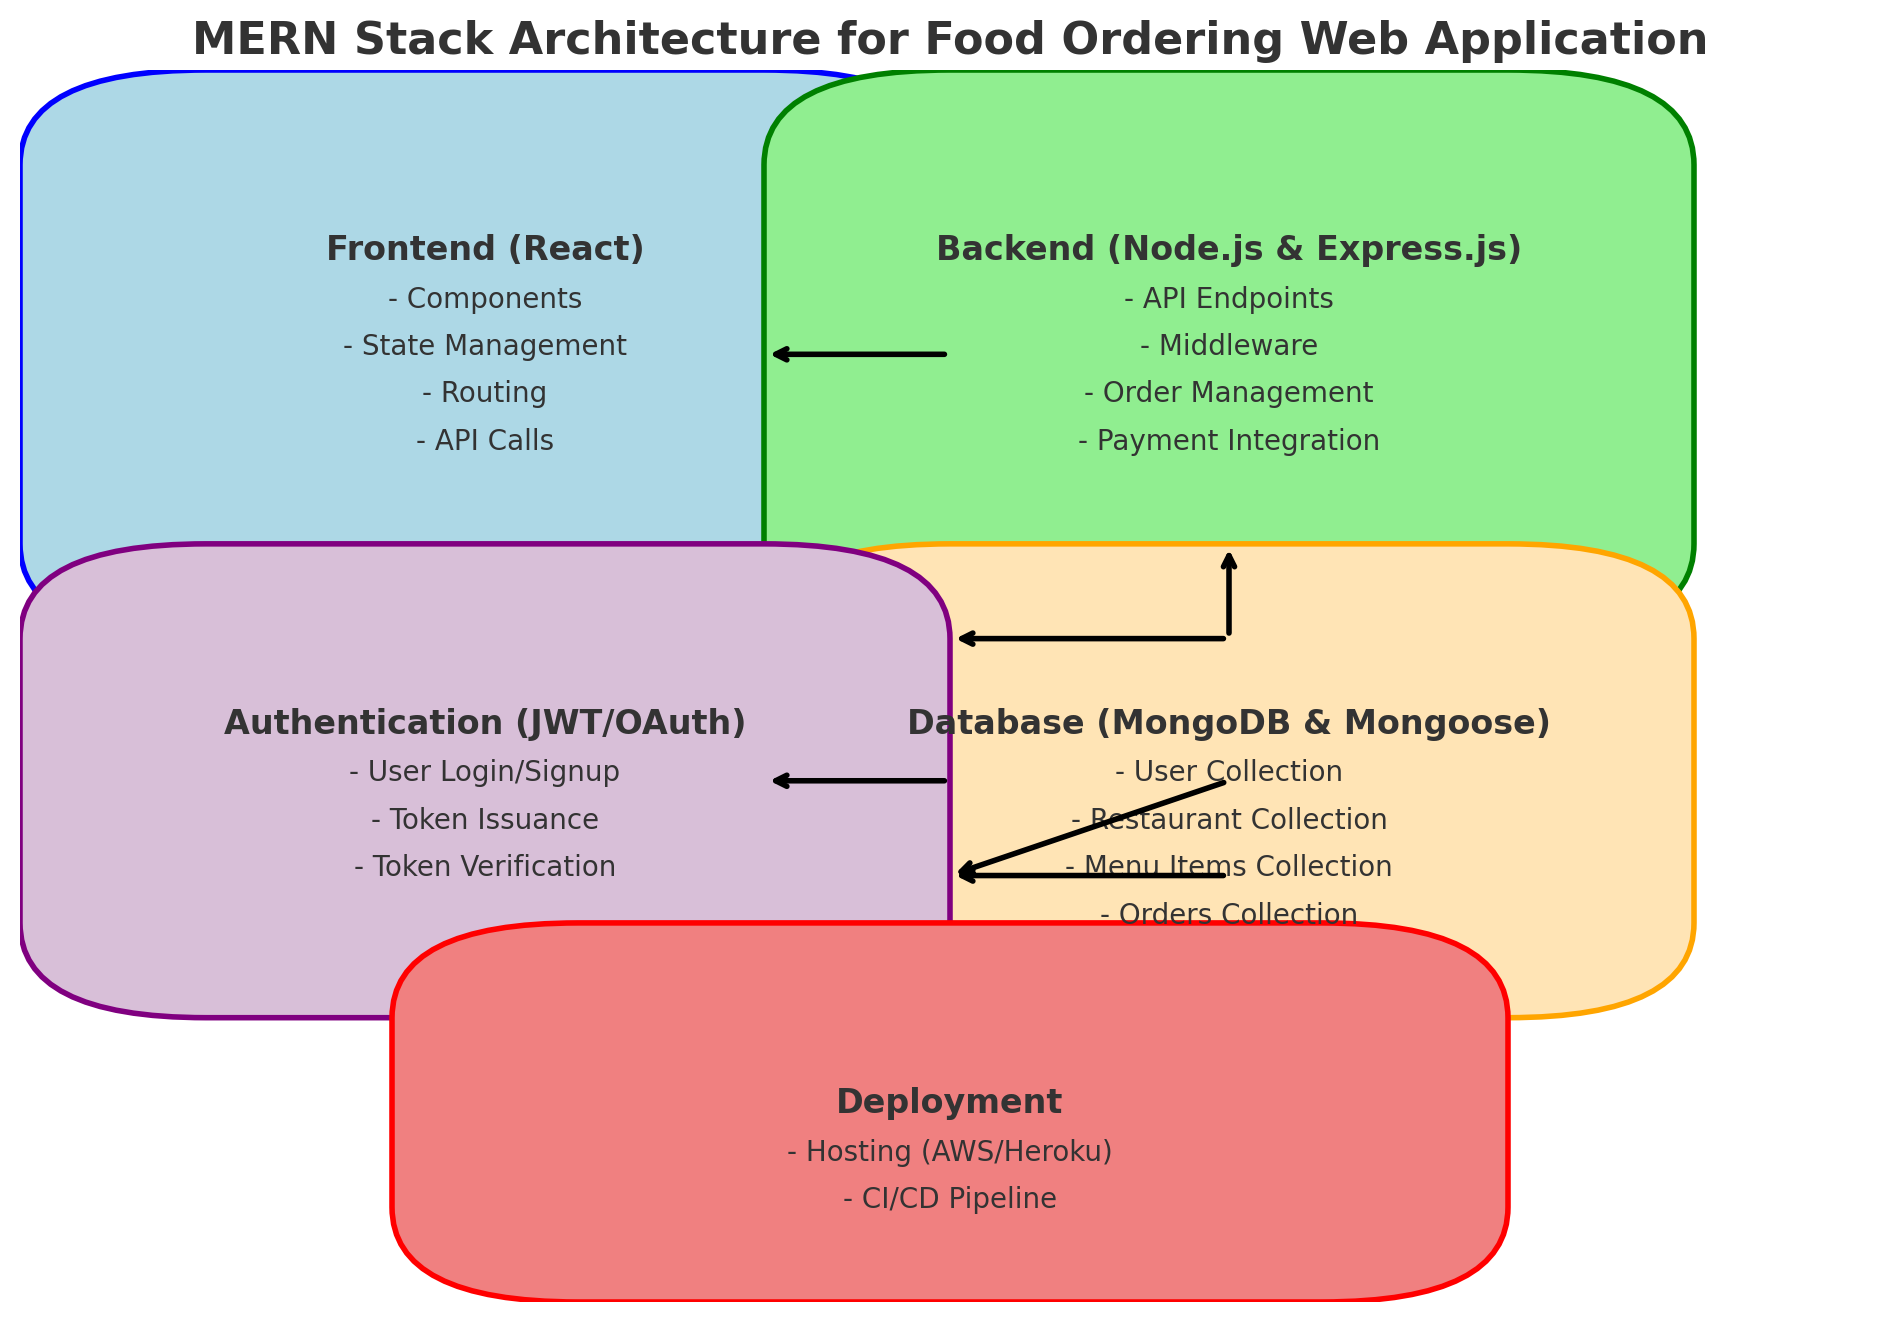 MERN Stack Architecture for Food Ordering Web Application
Frontend (React)
- Components
- State Management
- Routing
- API Calls
Backend (Node.js & Express.js)
- API Endpoints
- Middleware
- Order Management
- Payment Integration
Authentication (JWT/OAuth)
- User Login/Signup
- Token Issuance
- Token Verification
Database (MongoDB & Mongoose)
- User Collection
- Restaurant Collection
- Menu Items Collection
- Orders Collection
Deployment
- Hosting (AWS/Heroku)
- CI/CD Pipeline